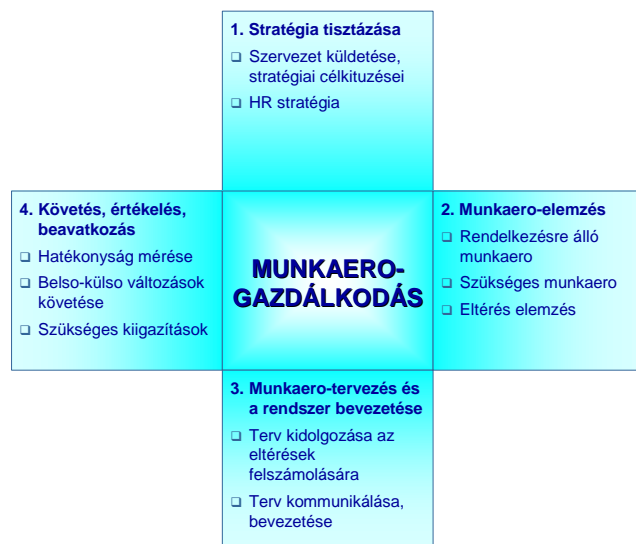 1. Stratégia tisztázása
❑ Szervezet küldetése,
stratégiai célkituzései
❑ HR stratégia
4. Követés, értékelés,
beavatkozás
❑ Hatékonyság mérése
❑ Belso-külso változások
követése
❑ Szükséges kiigazítások
MUNKAERO-
GAZDÁLKODÁS
2. Munkaero-elemzés
❑ Rendelkezésre álló
munkaero
❑ Szükséges munkaero
❑ Eltérés elemzés
3. Munkaero-tervezés és
a rendszer bevezetése
❑ Terv kidolgozása az
eltérések
felszámolására
❑ Terv kommunikálása,
bevezetése